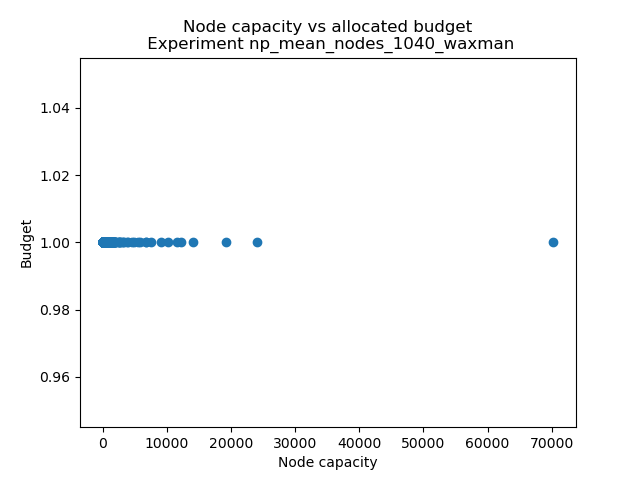 Node capacity vs allocated budget
Experiment np_mean_nodes_1040_waxman
1.04
1.02
1.00
0.98
0.96
Budget
0 10000 20000 30000 40000 50000 60000 70000
Node capacity